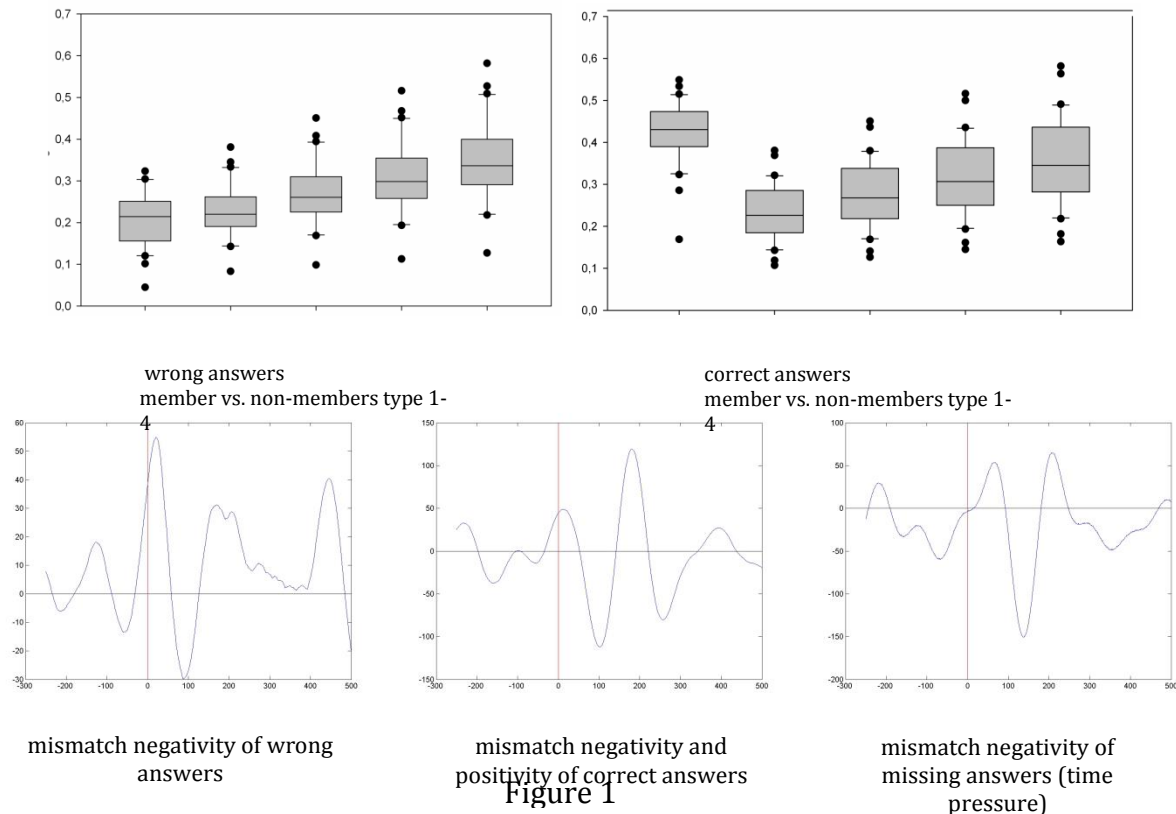 0,7
0,6
0,5
0,4
0,3
0,2
0,1
0,0
0,7
0,6
0,5
0,4
0,3
0,2
0,1
0,0
wrong answers
member vs. non-members type 1-
4
correct answers
member vs. non-members type 1-
4
60
50
40
30
20
10
0
-10
-20
-30
-300 -200 -100 0 100 200 300 400 500
150
100
50
0
-50
-100
-150
-300 -200 -100 0 100 200 300 400 500
100
50
0
-50
-100
-150
-200
-300 -200 -100 0 100 200 300 400 500
mismatch negativity of wrong
answers
mismatch negativity and
positivity of correct answers
mismatch negativity of
missing answers (time
pressure)
Figure 1